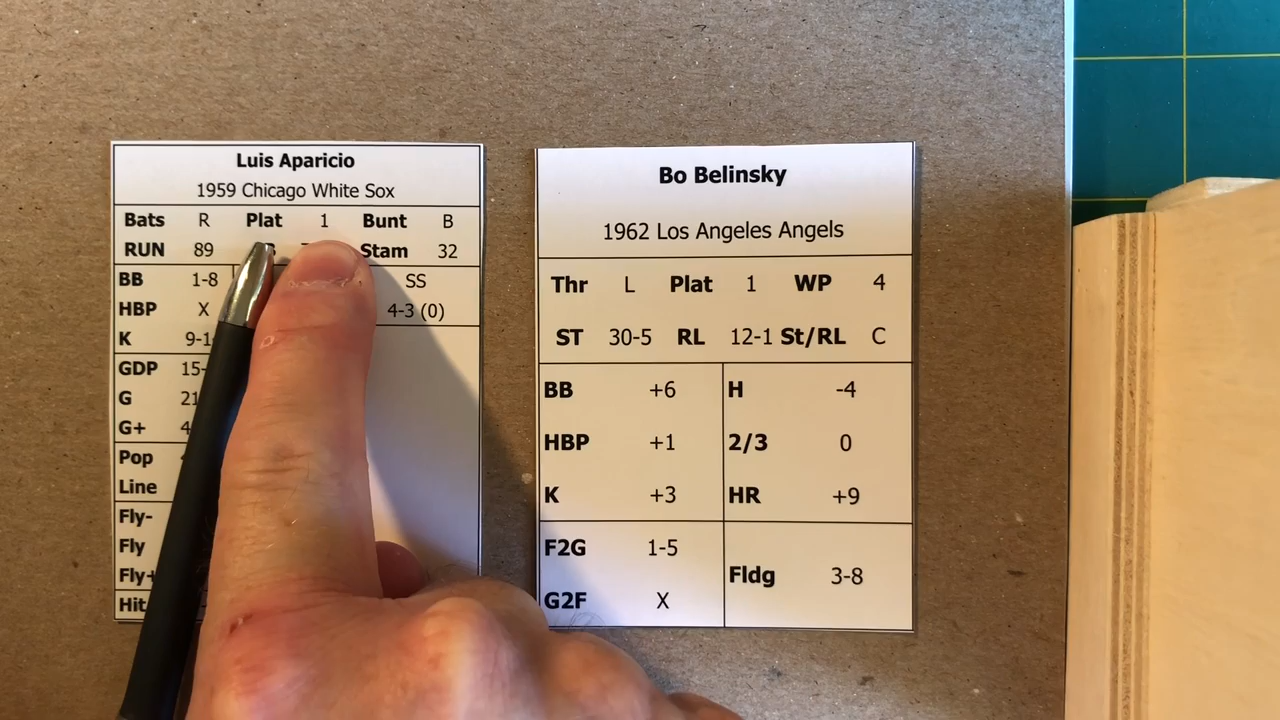 Luis Aparicio
1959 Chicago White Sox
Bats R Plat 1 Bunt B
RUN 89 Stam 32
BB 1-8 SS
HBP X 4-3 (0)
K
GDP
G
G+
Pop
Line
Fly-
Fly
Fly+
Hit
Bo Belinsky
1962 Los Angeles Angels
Thr L Plat 1 WP 4
ST 30-5 RL 12-1 St/RL C
BB +6 H -4
HBP +1 2/3 0
K +3 HR +9
F2G 1-5
Fldg 3-8
G2F X